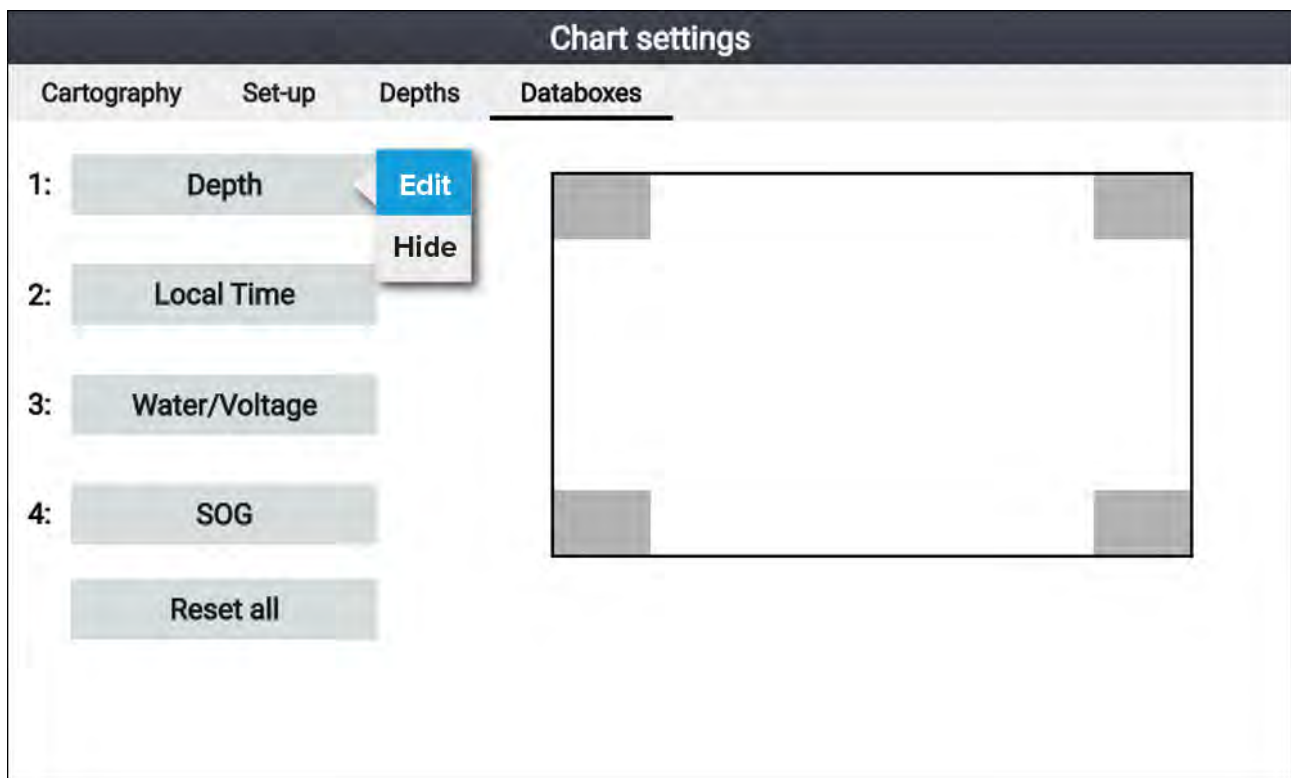 Chart settings
Cartography Set-up Depths Databoxes
1: Depth
Edit
Hide
2: Local Time
3: Water/Voltage
4: SOG
Reset all